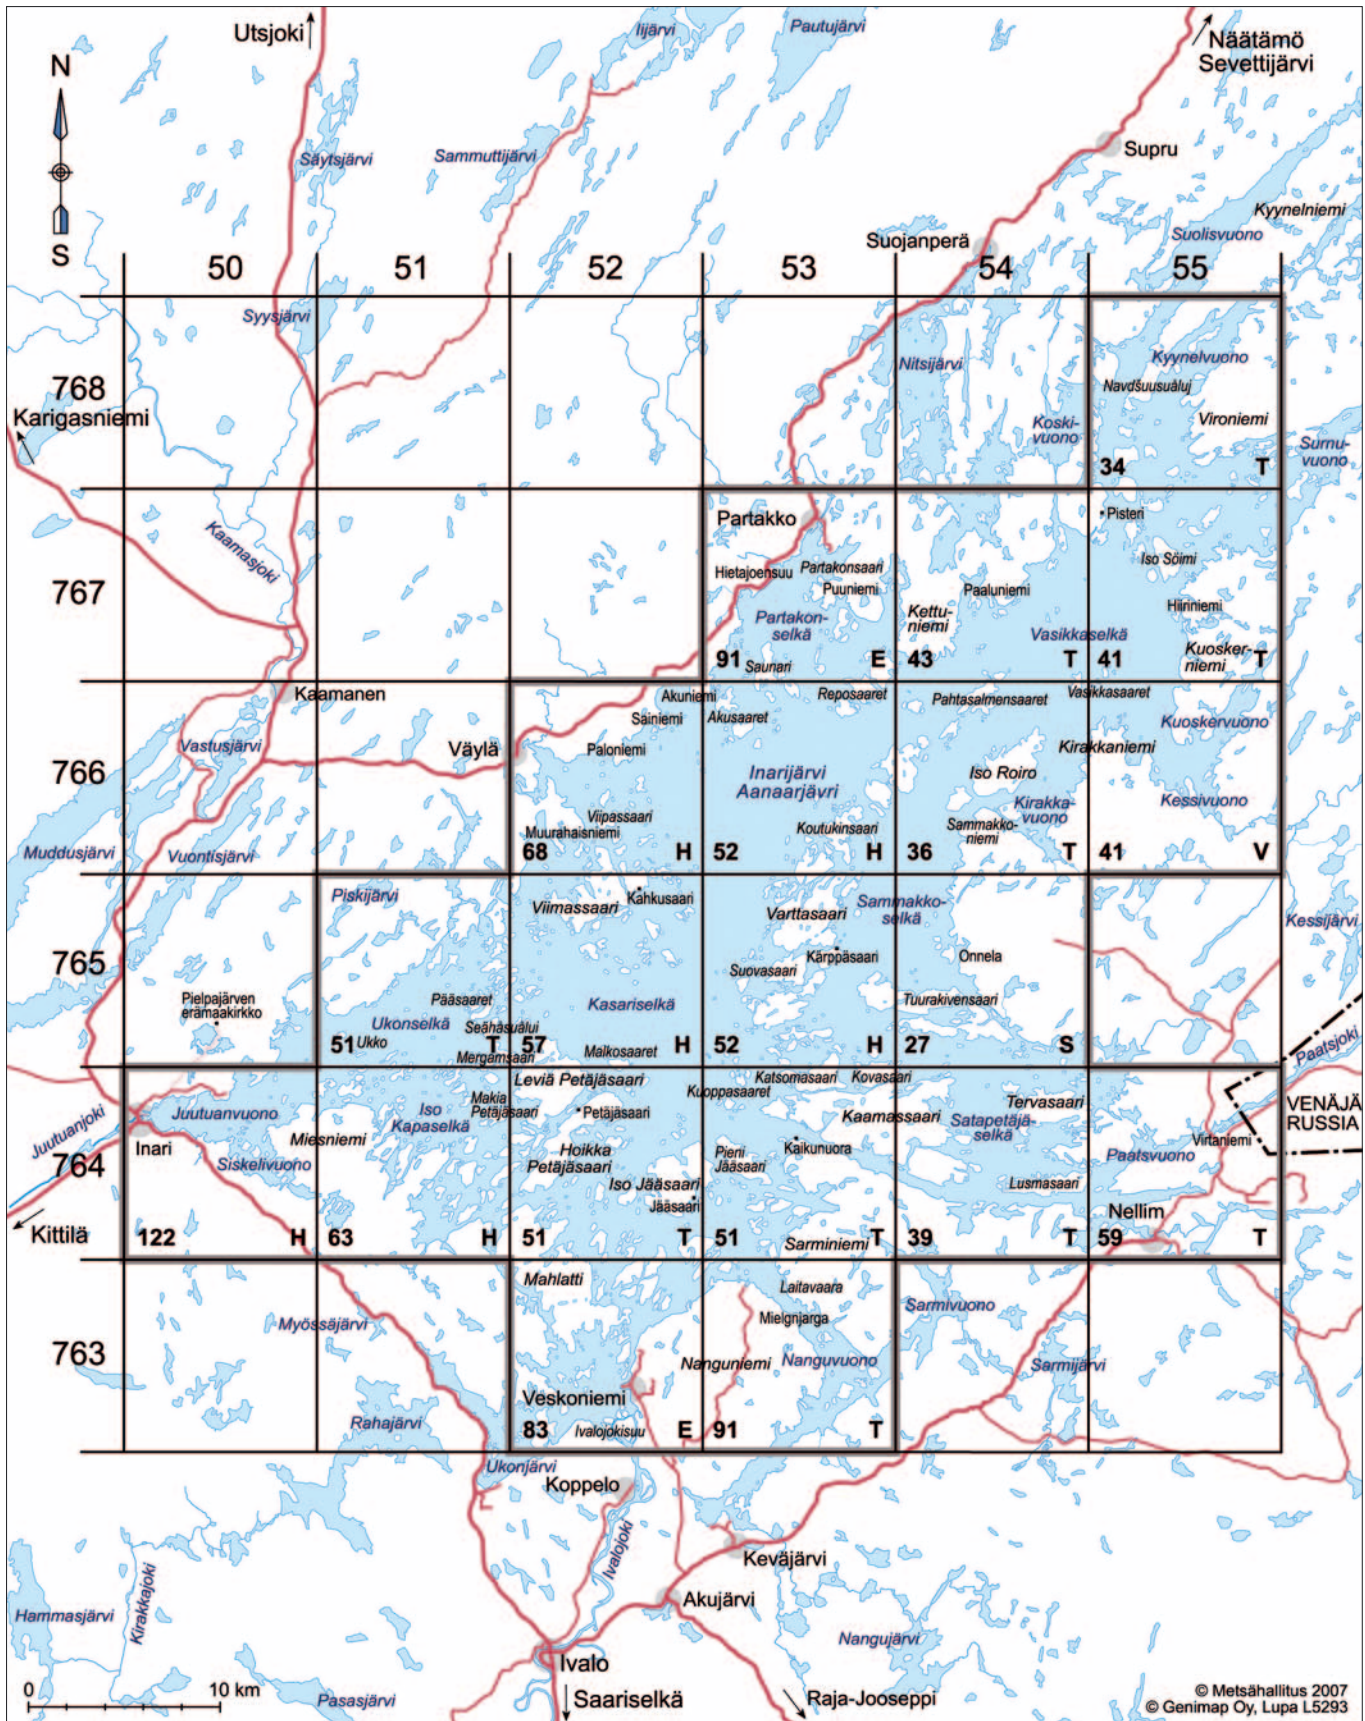 Utsjoki
Iijärvi
Pautujärvi
Näätämö
Sevettijärvi
N
S
Säytsjärvi
Sammuttijärvi
Supru
Kyynelniemi
Suolisvuono
Suojanperä
50
51
52
53
54
55
Syysjärvi
768
Karigasniemi
Nitsijärvi
Koski-
vuono
Kyynelvuono
Navdšuusuáluj
Vironiemi
Surnu-
vuono
34
T
Kaamasjoki
767
Partakko
Hietajoensuu
Partakonsaari
Puuniemi
Partakon-
selkä
91
Saunari
E
Kettu-
niemi
Paaluniemi
Vasikkaselkä
43
T
Pisteri
Iso Söimi
Hiiriniemi
Kuosker-
niemi
41
T
Kaamanen
Vastusjärvi
Väylä
766
Muddusjärvi
Vuontisjärvi
Akuniemi
Sainiemi
Paloniemi
Viipassaari
Muurahaisniemi
68
H
Akusaaret
Reposaaret
Inarijärvi
Aanaarjävri
Koutukinsaari
52
H
Pahtasalmensaaret
Iso Roiro
Kirakka-
vuono
Sammakko-
niemi
36
T
Vasikkasaaret
Kuoskervuono
Kirakkaniemi
Kessivuono
41
V
765
Pielpajärven
erämaakirkko
Piskijärvi
Pääsaaret
Ukonselkä
Seähásuálui
51
Ukko
T
Mergamsaari
Viimassaari
Kahkusaari
Kasariselkä
57
Malkosaaret
H
Varttasaari
Kärppäsaari
Suovasaari
52
H
Sammakko-
selkä
Onnela
Tuurakivensaari
27
S
Kessijärvi
Paatsjoki
VENÄJÄ
RUSSIA
764
Juutuanjoki
Inari
Juutuanvuono
Miesniemi
Siskelivuono
122
H
Kittilä
Iso
Kapaselkä
Makia
Petäjäsaari
63
H
Leviä Petäjäsaari
Petäjäsaari
Hoikka
Petäjäsaari
Iso Jääsaari
Jääsaari
51
T
Kuoppasaaret
Katsomasaari
Kovasaari
Kaamassaari
Kaikunuora
Pieni
Jääsaari
51
Sarminiemi
T
Tervasaari
Satapetäjä-
selkä
Lusmasaari
39
T
Virtaniemi
Paatsvuono
Nellim
59
T
763
Myössäjärvi
Rahajärvi
Mahlatti
Veskoniemi
83
Ivalojokisuu
E
Laitavaara
Mielgnjarga
Nanguniemi
Nanguvuono
91
T
Sarmivuono
Sarmijärvi
Ukonjärvi
Koppelo
Ivalojoki
Keväjärvi
Akujärvi
Hammasjärvi
Kirakkajoki
Nangujärvi
Ivalo
Saariselkä
Raja-Jooseppi
Pasasjärvi
0
10 km
© Metsähallitus 2007
© Genimap Oy, Lupa L5293